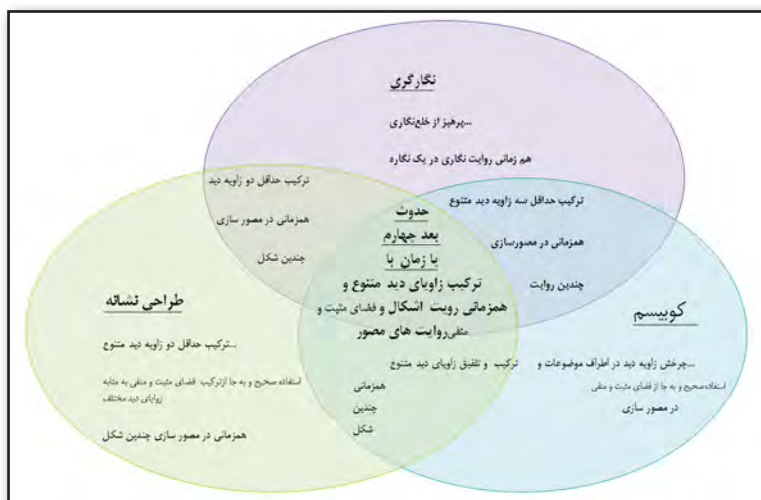 نگارگری
...پرهیز از خلع‌نگاری
هم زمانی روایت نگاری در یک نگاره
ترکیب حداقل دو زاویه دید
همزمانی در مصور سازی
چندین شکل
ترکیب حداقل سه زاویه دید متنوع
همزمانی در مصورسازی
چندین روایت
حدوث
بعد چهارم
یا زمان با
ترکیب زاویای دید متنوع و
همزمانی رویت اشکال و فضای مثبت و
منفی روایت های مصور
طراحی نشانه
...ترکیب حداقل دو زاویه دید متنوع
استفاده صحیح و به جا ازترکیب فضای مثبت و منفی به مثابه
زوایای دید مختلف
همزمانی در مصور سازی چندین شکل
کوبیسم
...چرخش زاویه دید در اطراف موضوعات و
استفاده صحیح و به جا از فضای مثبت و منفی
در مصور سازی
ترکیب و تلفیق زاویای دید متنوع
همزمانی
چندین
شکل